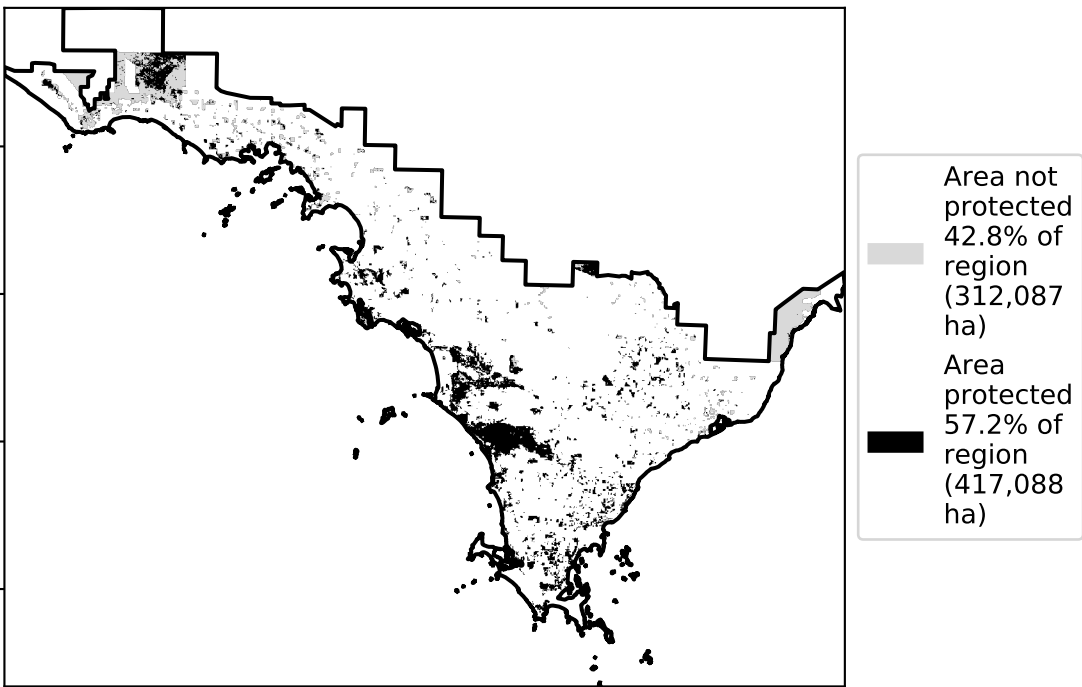 Area not
protected
42.8% of
region
(312,087
ha)
Area
protected
57.2% of
region
(417,088
ha)